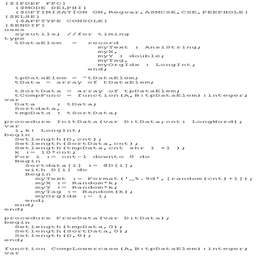 {$IFDEF FPC}
{$MODE DELPHI}
{$OPTIMIZATION ON,Regvar,ASMCSE,CSE,PEEPHOLE}
{$ELSE}
{$APPTYPE CONSOLE}
{$ENDIF}
uses
sysutils; //for timing
type
tDataElem = record
myText : AnsiString;
myX,
myY : double;
myTag,
myOrgIdx : LongInt;
end;
tpDataElem = ^tDataElem;
tData = array of tDataElem;
tSortData = array of tpDataElem;
tCompFunc = function(A,B:tpDataElem):integer;
var
Data : tData;
Sortdata,
tmpData : tSortData;
procedure InitData(var D:tData;cnt: LongWord);
var
i,k: LongInt;
begin
Setlength(D,cnt);
Setlength(SortData,cnt);
Setlength(tmpData,cnt shr 1 +1 );
k := 10*cnt;
For i := cnt-1 downto 0 do
Begin
Sortdata[i] := @D[i];
with D[i] do
Begin
myText := Format('_%.9d',[random(cnt)+1]);
myX := Random*k;
myY := Random*k;
myTag := Random(k);
myOrgIdx := i;
end;
end;
end;
procedure FreeData(var D:tData);
begin
Setlength(tmpData,0);
Setlength(SortData,0);
Setlength(D,0);
end;
function CompLowercase(A,B:tpDataElem):integer;
var